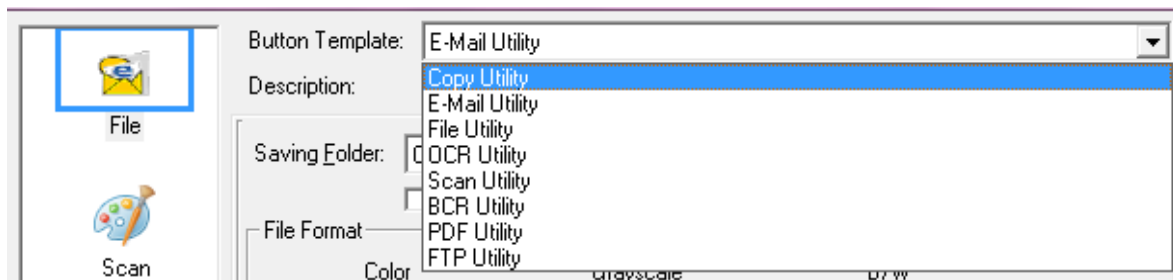 Button Template: E-Mail Utility
Description: Copy Utility
E-Mail Utility
File
File Utility
Saving Folder:
OCR Utility
Scan Utility
BCR Utility
File Format
PDF Utility
FTP Utility
Scan
Color Grayscale B/W